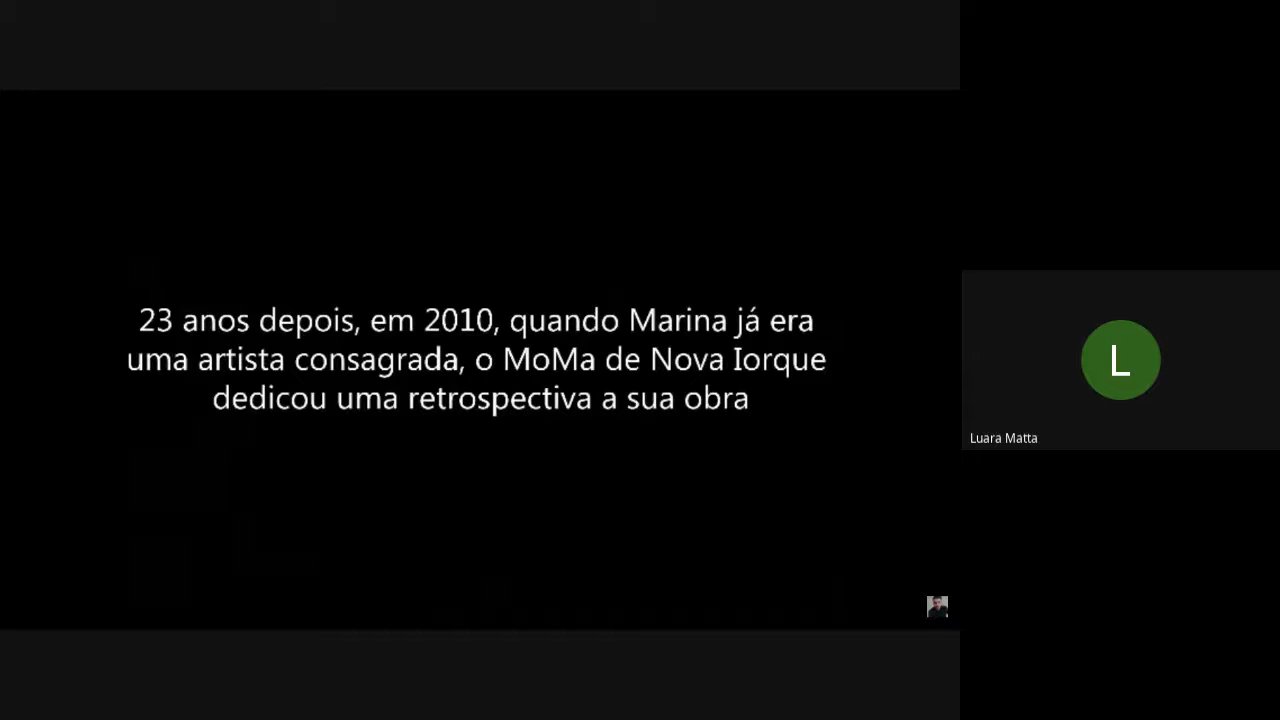 23 anos depois, em 2010, quando Marina já era
uma artista consagrada, o MoMa de Nova Iorque
dedicou uma retrospectiva a sua obra
L
Luara Matta